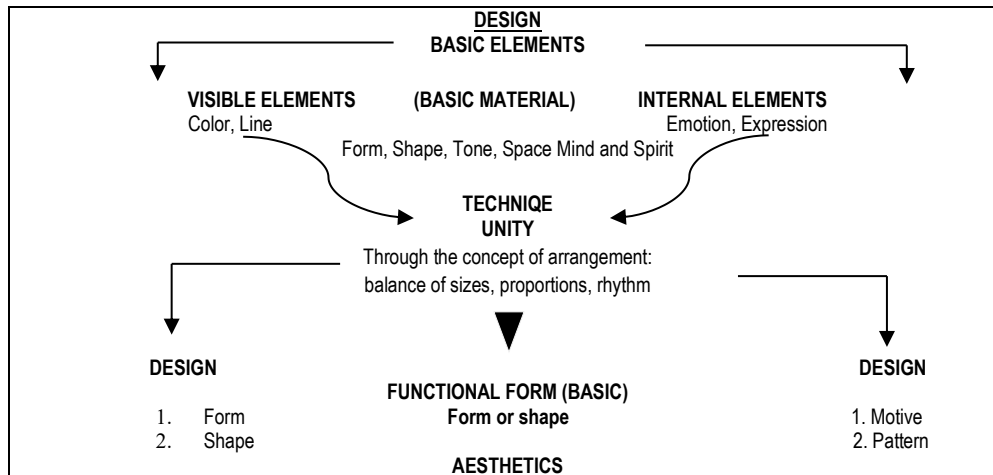 DESIGN
BASIC ELEMENTS
VISIBLE ELEMENTS (BASIC MATERIAL) INTERNAL ELEMENTS
Color, Line Emotion, Expression
Form, Shape, Tone, Space Mind and Spirit
TECHNIQE
UNITY
Through the concept of arrangement:
balance of sizes, proportions, rhythm
DESIGN DESIGN
FUNCTIONAL FORM (BASIC)
1. Form Form or shape 1. Motive
2. Shape 2. Pattern
AESTHETICS